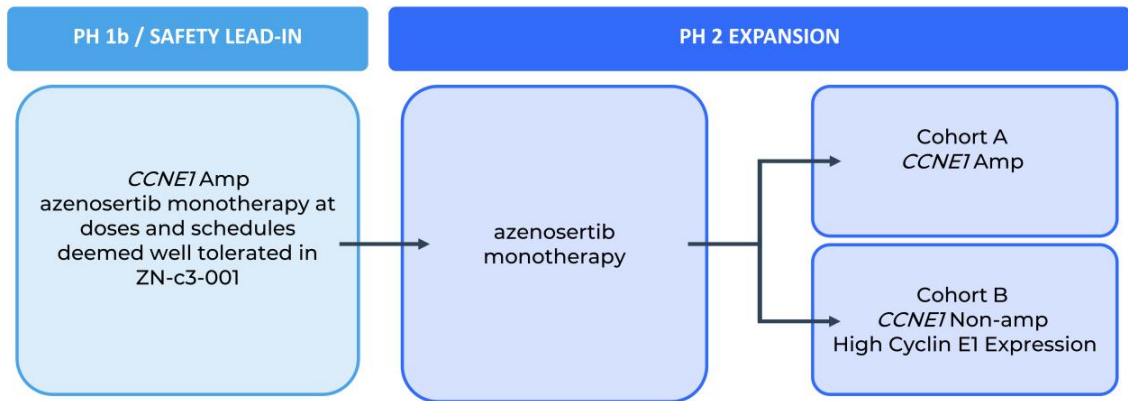 PH 1b / SAFETY LEAD-IN
PH 2 EXPANSION
CCNE1 Amp
azenosertib monotherapy at
doses and schedules
deemed well tolerated in
ZN-c3-001
azenosertib
monotherapy
Cohort A
CCNE1 Amp
Cohort B
CCNE1 Non-amp
High Cyclin E1 Expression